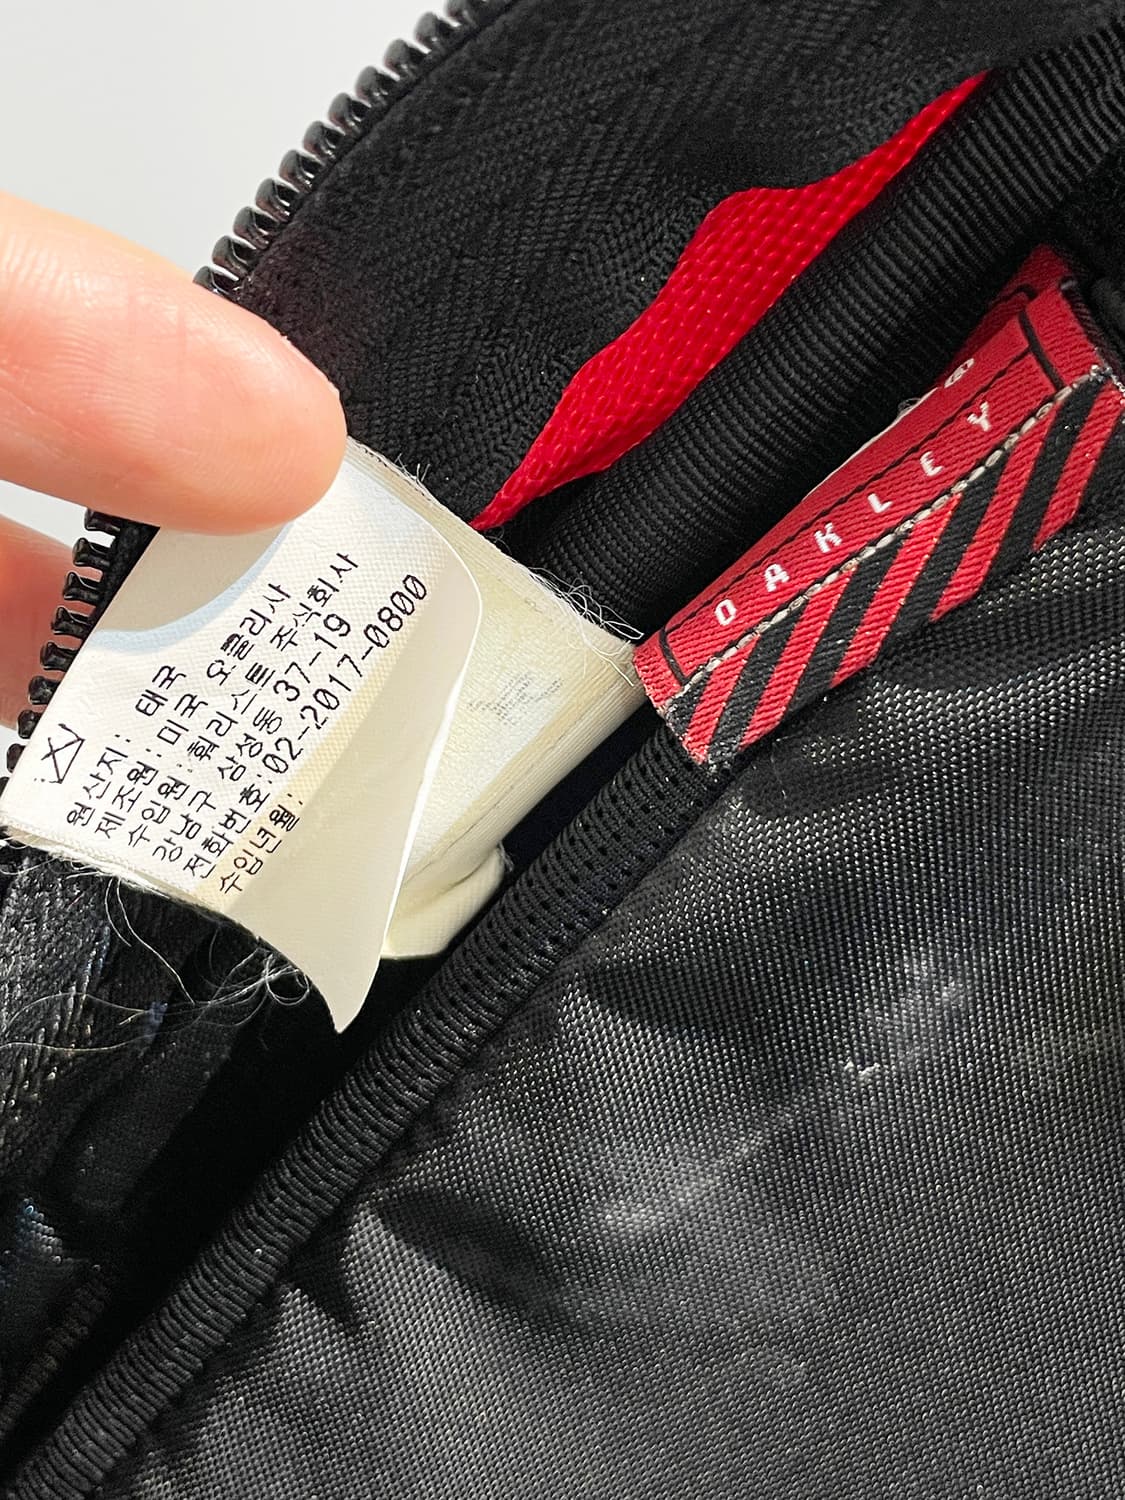 원산지: 태국
제조원: 미국 오클리사
수입원: 훼리스트 주식회사
강남구 삼성동 37-19
전화번호:02-2017-0800
수입년월:
OAKLEY®